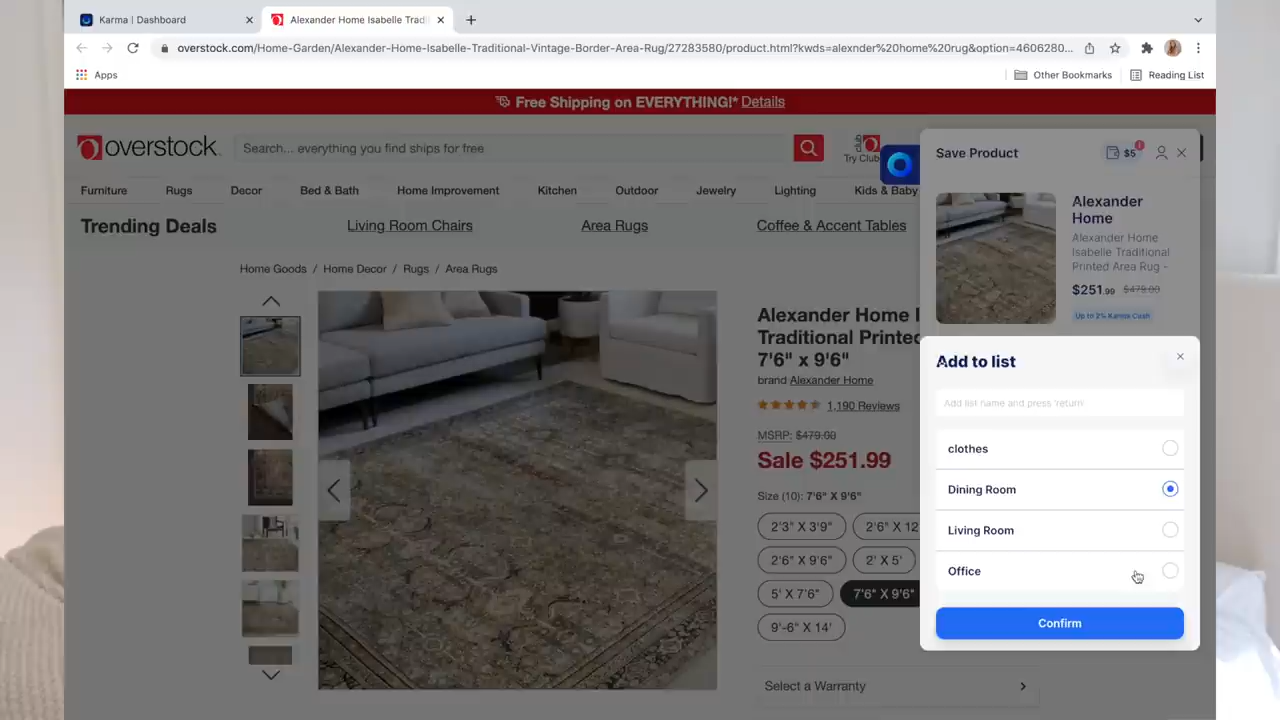 Karma | Dashboard
Alexander Home Isabelle Tradi
overstock.com/Home-Garden/Alexander-Home-Isabelle-Traditional-Vintage-Border-Area-Rug/27283580/product.html?kwds=alexnder%20home%20rug&option=4606280...
Apps
Other Bookmarks
Reading List
Free Shipping on EVERYTHING!* Details
overstock.
Search... everything you find ships for free
Try Club
Furniture
Rugs
Decor
Bed & Bath
Home Improvement
Kitchen
Outdoor
Jewelry
Lighting
Kids & Baby
Trending Deals
Living Room Chairs
Area Rugs
Coffee & Accent Tables
Home Goods / Home Decor / Rugs / Area Rugs
Alexander Home I
Traditional Printe
7'6" x 9'6"
brand Alexander Home
1,190 Reviews
MSRP: $479.00
Sale $251.99
Size (10): 7'6" X 9'6"
2'3" X 3'9"
2'6" X 12
2'6" X 9'6"
2' X 5'
5' X 7'6"
7'6" X 9'6"
9'-6" X 14'
Select a Warranty
Save Product
$5
1
Alexander
Home
Alexander Home
Isabelle Traditional
Printed Area Rug -
$251.99 $479.00
Up to 2% Karma Cash
Add to list
Add list name and press 'return'
clothes
Dining Room
Living Room
Office
Confirm